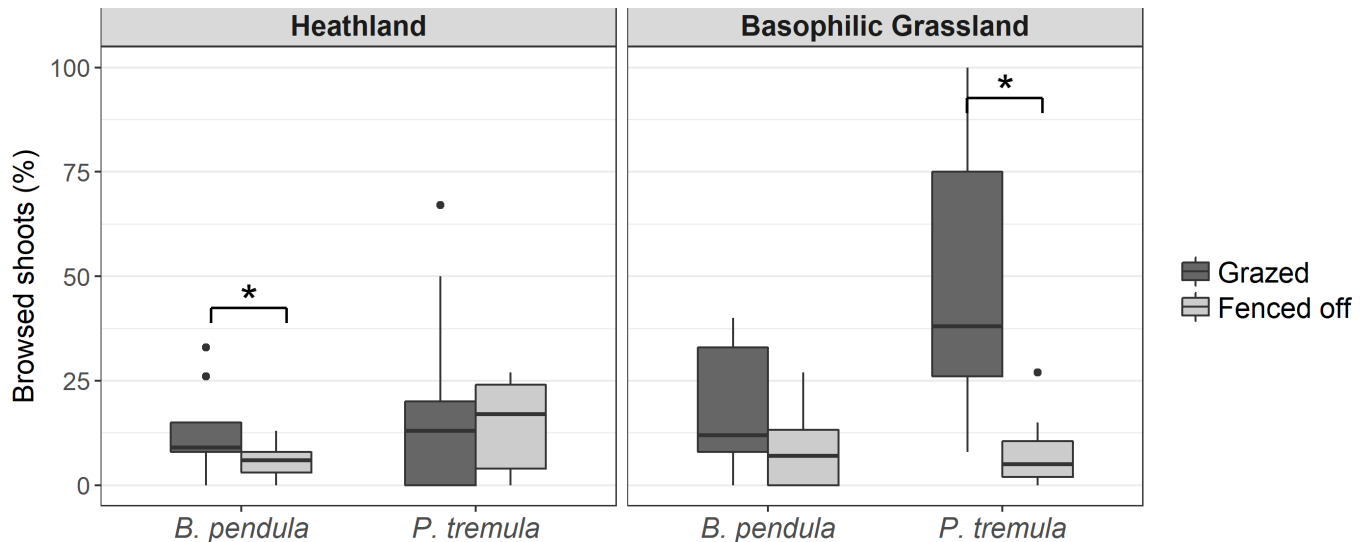 Heathland
Basophilic Grassland
Browsed shoots (%)
100
75
50
25
0
*
*
Grazed
Fenced off
B. pendula
P. tremula
B. pendula
P. tremula